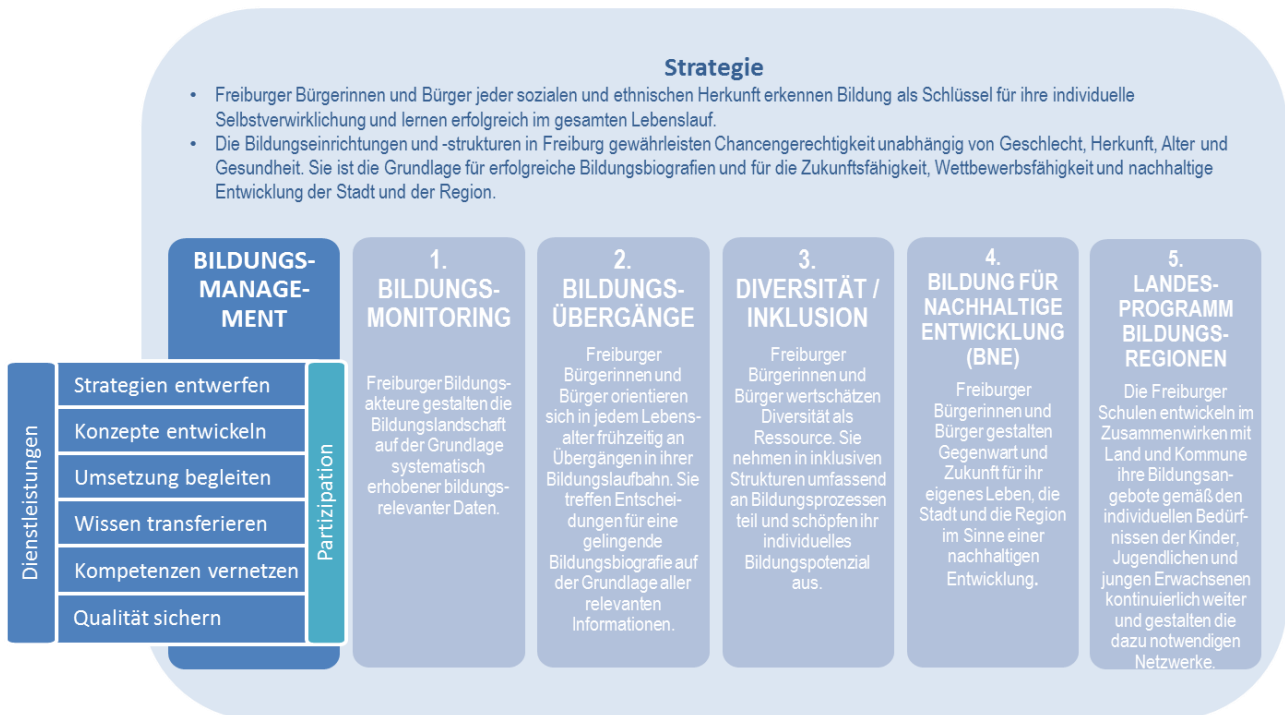 Strategie
• Freiburger Bürgerinnen und Bürger jeder sozialen und ethnischen Herkunft erkennen Bildung als Schlüssel für ihre individuelle
Selbstverwirklichung und lernen erfolgreich im gesamten Lebenslauf.
• Die Bildungseinrichtungen und -strukturen in Freiburg gewährleisten Chancengerechtigkeit unabhängig von Geschlecht, Herkunft, Alter und
Gesundheit. Sie ist die Grundlage für erfolgreiche Bildungsbiografien und für die Zukunftsfähigkeit, Wettbewerbsfähigkeit und nachhaltige
Entwicklung der Stadt und der Region.
BILDUNGS-
MANAGE-
MENT
Dienstleistungen
Strategien entwerfen
Konzepte entwickeln
Umsetzung begleiten
Wissen transferieren
Kompetenzen vernetzen
Qualität sichern
Partizipation
1.
BILDUNGS-
MONITORING
Freiburger Bildungs-
akteure gestalten die
Bildungslandschaft
auf der Grundlage
systematisch
erhobener bildungs-
relevanter Daten.
2.
BILDUNGS-
ÜBERGÄNGE
Freiburger
Bürgerinnen und
Bürger orientieren
sich in jedem Lebens-
alter frühzeitig an
Übergängen in ihrer
Bildungslaufbahn. Sie
treffen Entschei-
dungen für eine
gelingende
Bildungsbiografie auf
der Grundlage aller
relevanten
Informationen.
3.
DIVERSITÄT /
INKLUSION
Freiburger
Bürgerinnen und
Bürger wertschätzen
Diversität als
Ressource. Sie
nehmen in inklusiven
Strukturen umfassend
an Bildungsprozessen
teil und schöpfen ihr
individuelles
Bildungspotenzial
aus.
4.
BILDUNG FÜR
NACHHALTIGE
ENTWICKLUNG
(BNE)
Freiburger
Bürgerinnen und
Bürger gestalten
Gegenwart und
Zukunft für ihr
eigenes Leben, die
Stadt und die Region
im Sinne einer
nachhaltigen
Entwicklung.
5.
LANDES-
PROGRAMM
BILDUNGS-
REGIONEN
Die Freiburger
Schulen entwickeln im
Zusammenwirken mit
Land und Kommune
ihre Bildungsan-
gebote gemäß den
individuellen Bedürf-
nissen der Kinder,
Jugendlichen und
jungen Erwachsenen
kontinuierlich weiter
und gestalten die
dazu notwendigen
Netzwerke.